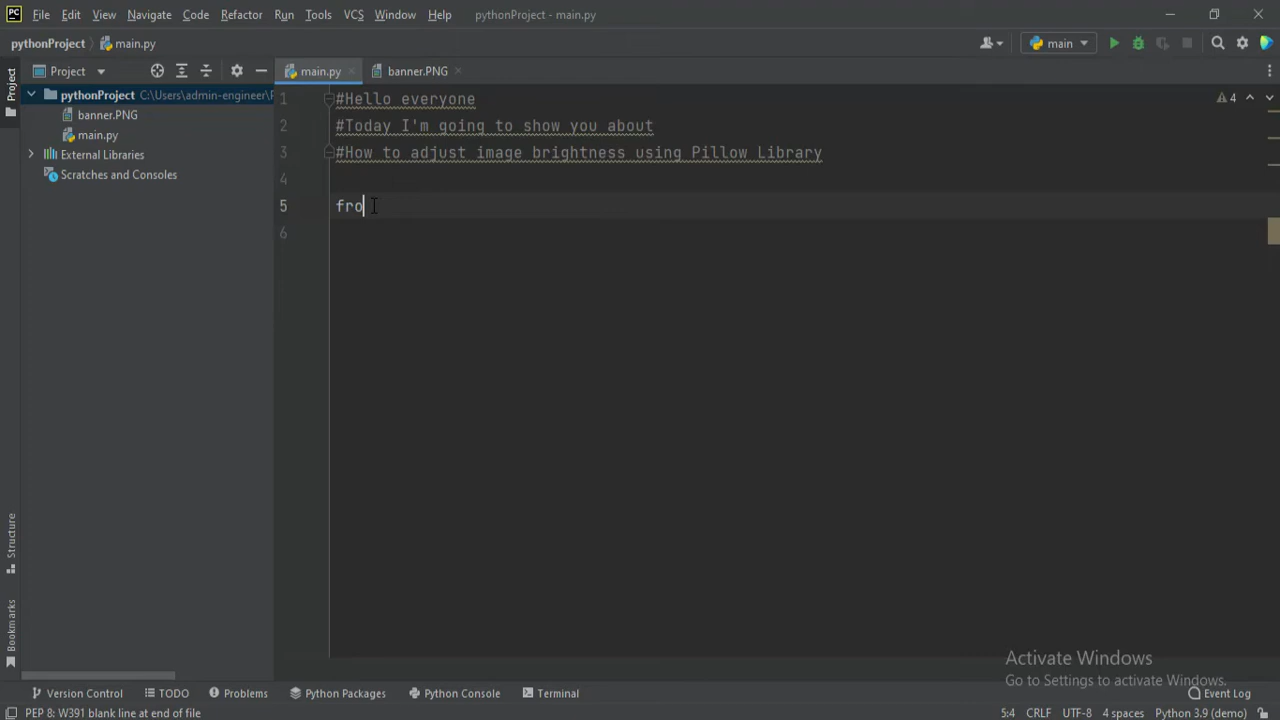 File Edit View Navigate Code Refactor Run Tools VCS Window Help pythonProject - main.py
pythonProject main.py main
Project main.py banner.PNG
Project
pythonProject C:\Users\admin-engineer\P
banner.PNG
main.py
External Libraries
Scratches and Consoles
1 #Hello everyone 4
2 #Today I'm going to show you about
3 #How to adjust image brightness using Pillow Library
4
5 fro
6
Structure
Bookmarks
Activate Windows
Go to Settings to activate Windows.
Version Control TODO Problems Python Packages Python Console Terminal Event Log
PEP 8: W391 blank line at end of file 5:4 CRLF UTF-8 4 spaces Python 3.9 (demo)